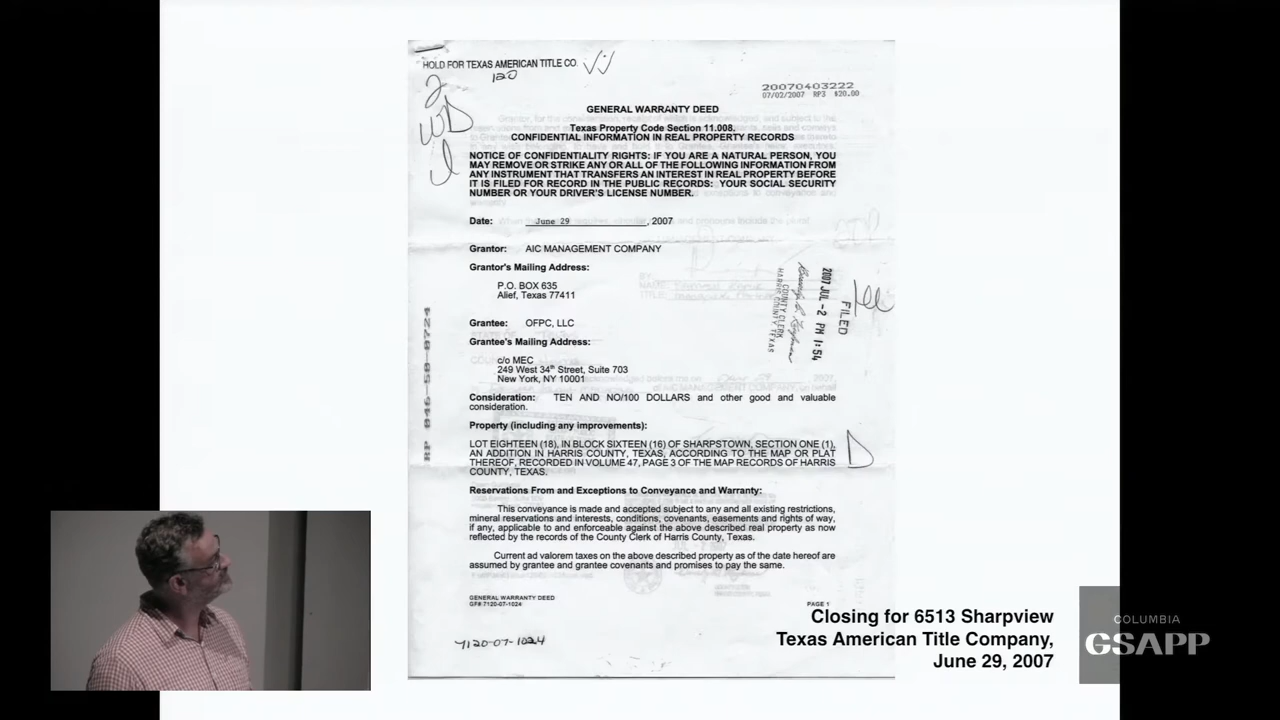 HOLD FOR TEXAS AMERICAN TITLE CO.
120
20070403222
07/02/2007 RP3 $20.00
2
WD
GENERAL WARRANTY DEED
Texas Property Code Section 11.008.
CONFIDENTIAL INFORMATION IN REAL PROPERTY RECORDS
NOTICE OF CONFIDENTIALITY RIGHTS: IF YOU ARE A NATURAL PERSON, YOU
MAY REMOVE OR STRIKE ANY OR ALL OF THE FOLLOWING INFORMATION FROM
ANY INSTRUMENT THAT TRANSFERS AN INTEREST IN REAL PROPERTY BEFORE
IT IS FILED FOR RECORD IN THE PUBLIC RECORDS: YOUR SOCIAL SECURITY
NUMBER OR YOUR DRIVER'S LICENSE NUMBER.
Date: June 29, 2007
Grantor: AIC MANAGEMENT COMPANY
Grantor's Mailing Address:
P.O. BOX 635
Alief, Texas 77411
FILED
2007 JUL -2 PM 1:54
COUNTY CLERK
HARRIS COUNTY, TEXAS
Grantee: OFPC, LLC
Grantee's Mailing Address:
c/o MEC
249 West 34th Street, Suite 703
New York, NY 10001
Consideration: TEN AND NO/100 DOLLARS and other good and valuable
consideration.
Property (including any improvements):
LOT EIGHTEEN (18), IN BLOCK SIXTEEN (16) OF SHARPSTOWN, SECTION ONE (1),
AN ADDITION IN HARRIS COUNTY, TEXAS, ACCORDING TO THE MAP OR PLAT
THEREOF, RECORDED IN VOLUME 47, PAGE 3 OF THE MAP RECORDS OF HARRIS
COUNTY, TEXAS.
D
RP 046-50-0724
Reservations From and Exceptions to Conveyance and Warranty:
This conveyance is made and accepted subject to any and all existing restrictions,
mineral reservations and interests, conditions, covenants, easements and rights of way,
if any, applicable to and enforceable against the above described real property as now
reflected by the records of the County Clerk of Harris County, Texas.
Current ad valorem taxes on the above described property as of the date hereof are
assumed by grantee and grantee covenants and promises to pay the same.
GENERAL WARRANTY DEED
GF# 7120-07-1024
PAGE 1
7120-07-1024
Closing for 6513 Sharpview
Texas American Title Company,
June 29, 2007
COLUMBIA
GSAPP